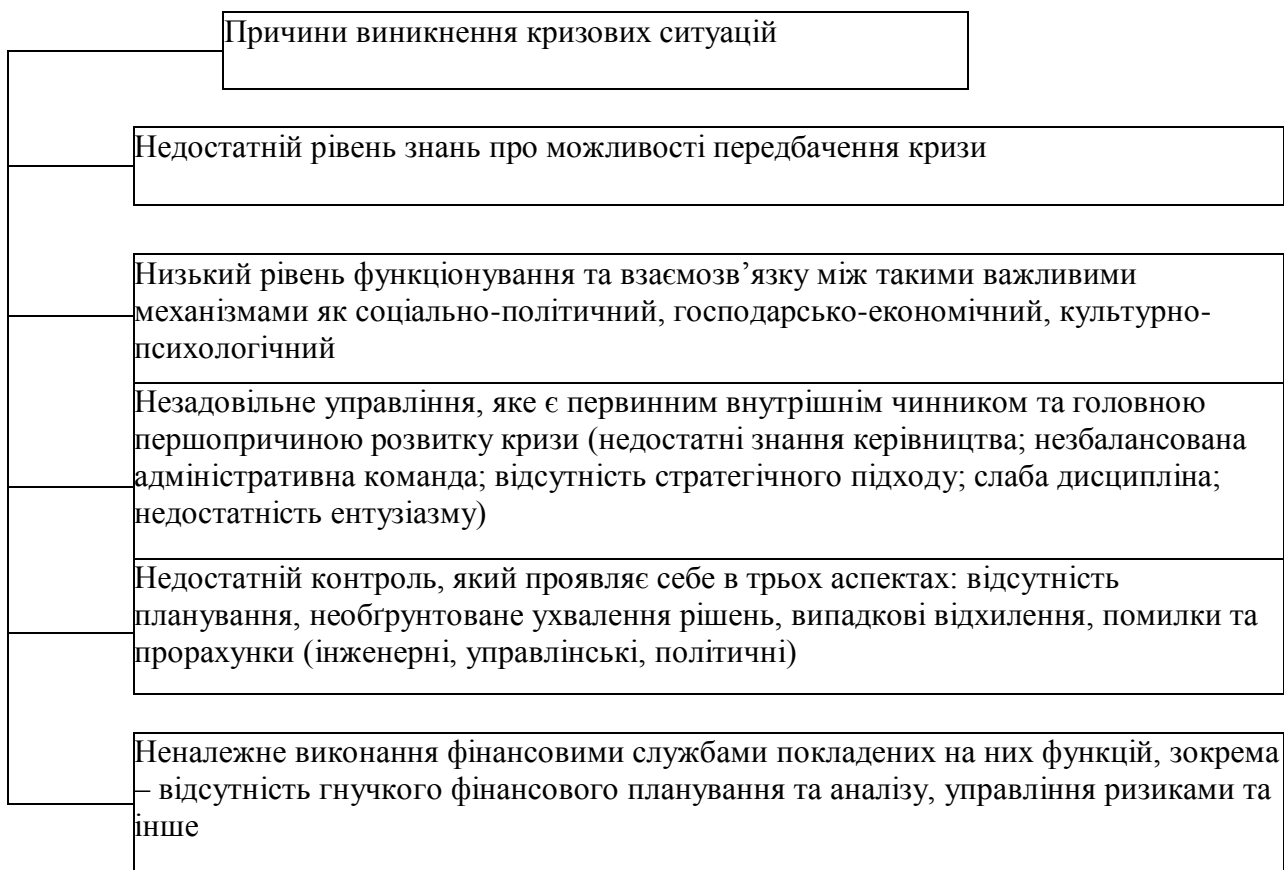 Причини виникнення кризових ситуацій
Недостатній рівень знань про можливості передбачення кризи
Низький рівень функціонування та взаємозв’язку між такими важливими
механізмами як соціально-політичний, господарсько-економічний, культурно-
психологічний
Незадовільне управління, яке є первинним внутрішнім чинником та головною
першопричиною розвитку кризи (недостатні знання керівництва; незбалансована
адміністративна команда; відсутність стратегічного підходу; слаба дисципліна;
недостатність ентузіазму)
Недостатній контроль, який проявляє себе в трьох аспектах: відсутність
планування, необґрунтоване ухвалення рішень, випадкові відхилення, помилки та
прорахунки (інженерні, управлінські, політичні)
Неналежне виконання фінансовими службами покладених на них функцій, зокрема
– відсутність гнучкого фінансового планування та аналізу, управління ризиками та
інше